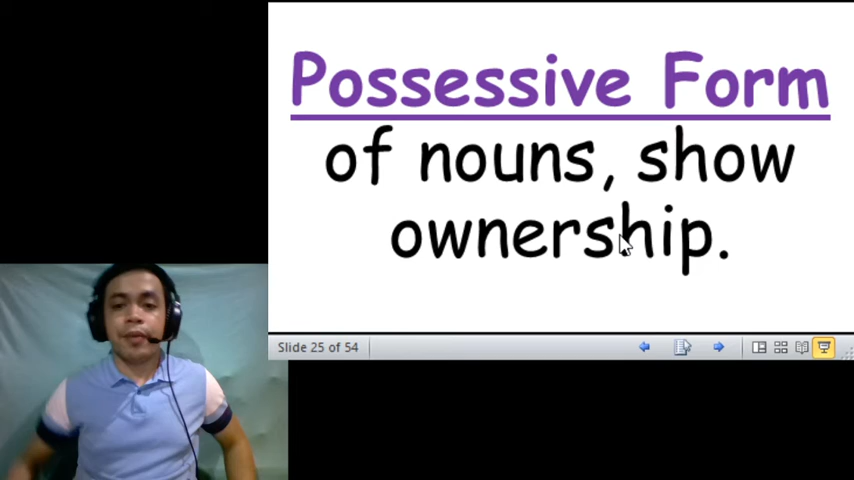 Possessive Form
of nouns, show
ownership.
Slide 25 of 54